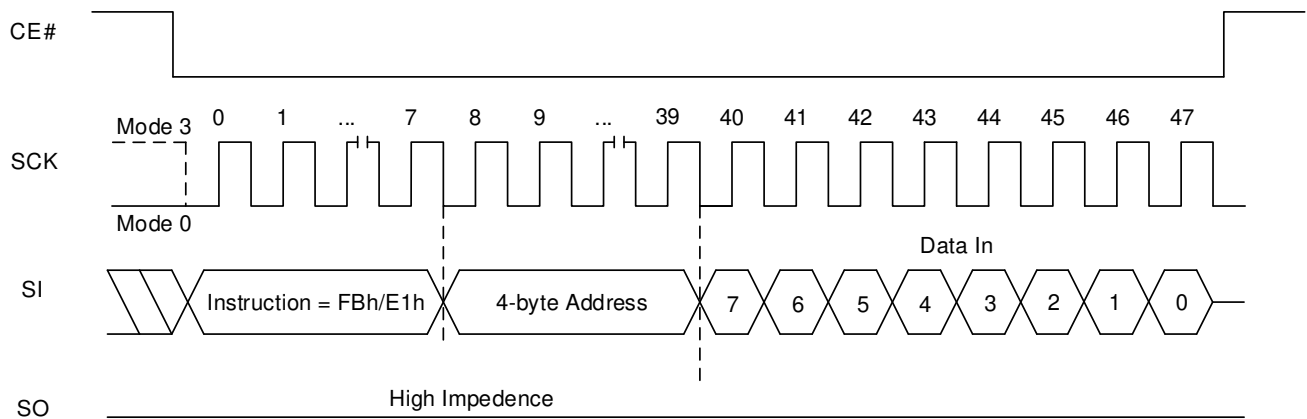 CE#
Mode 3 0 1 ... 7 8 9 ... 39 40 41 42 43 44 45 46 47
SCK
Mode 0
Data In
SI Instruction = FBh/E1h 4-byte Address 7 6 5 4 3 2 1 0
High Impedence
SO